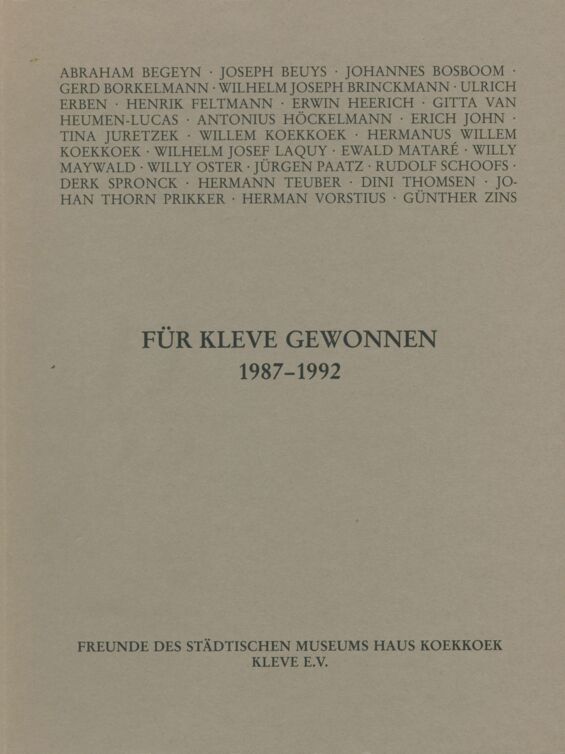 ABRAHAM BEGEYN · JOSEPH BEUYS · JOHANNES BOSBOOM ·
GERD BORKELMANN · WILHELM JOSEPH BRINCKMANN · ULRICH
ERBEN · HENRIK FELTMANN · ERWIN HEERICH · GITTA VAN
HEUMEN-LUCAS · ANTONIUS HÖCKELMANN · ERICH JOHN ·
TINA JURETZEK · WILLEM KOEKKOEK · HERMANUS WILLEM
KOEKKOEK · WILHELM JOSEF LAQUY · EWALD MATARÉ · WILLY
MAYWALD · WILLY OSTER · JÜRGEN PAATZ · RUDOLF SCHOOFS ·
DERK SPRONCK · HERMANN TEUBER · DINI THOMSEN · JO-
HAN THORN PRIKKER · HERMAN VORSTIUS · GÜNTHER ZINS
FÜR KLEVE GEWONNEN
1987–1992
FREUNDE DES STÄDTISCHEN MUSEUMS HAUS KOEKKOEK
KLEVE E.V.